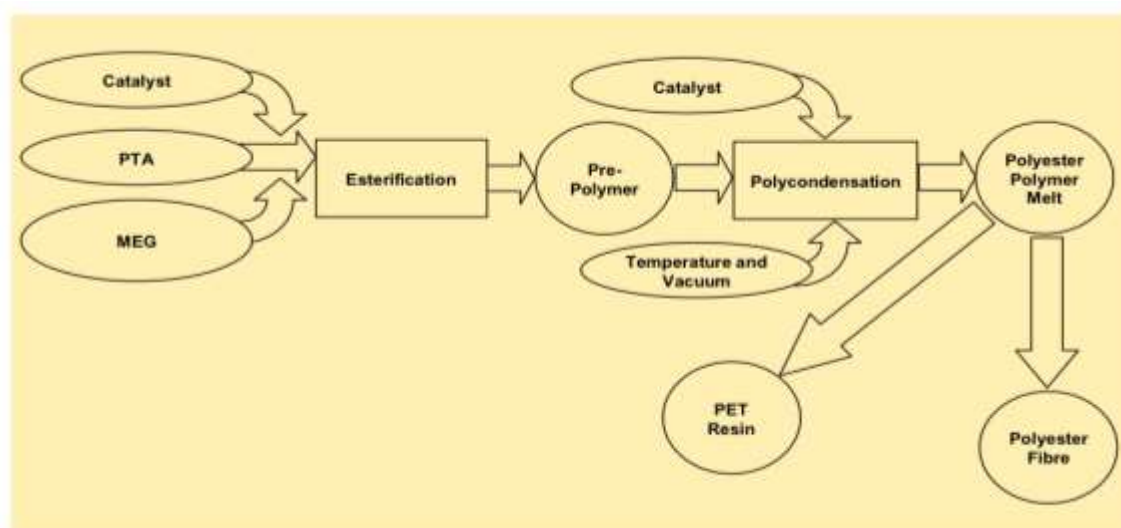 Catalyst
PTA
MEG
Esterification
Pre-
Polymer
Catalyst
Polycondensation
Temperature and
Vacuum
Polyester
Polymer
Melt
PET
Resin
Polyester
Fibre